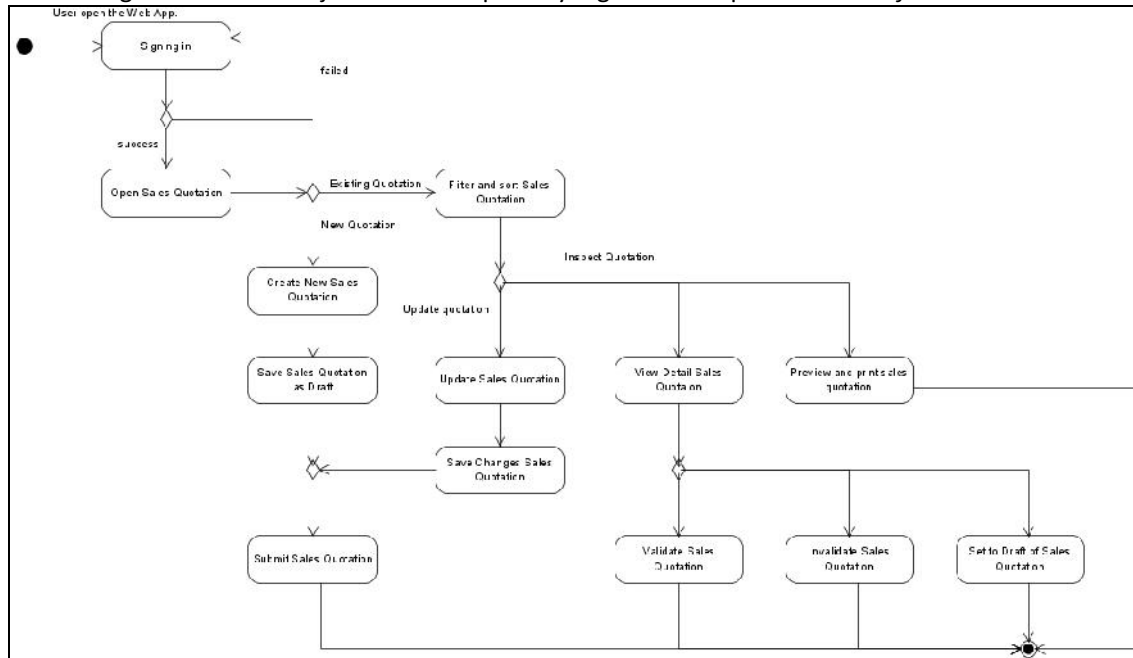 User open the Web App.
Signing in
failed
success
Open Sales Quotation
Existing Quotation
Filter and sort Sales
Quotation
New Quotation
Inspect Quotation
Create New Sales
Quotation
Update quotation
Save Sales Quotation
as Draft
Update Sales Quotation
View Detail Sales
Quotaion
Preview and print sales
quotation
Save Changes Sales
Quotation
Submit Sales Quotation
Validate Sales
Quotation
Invalidate Sales
Quotation
Set to Draft of Sales
Quotation